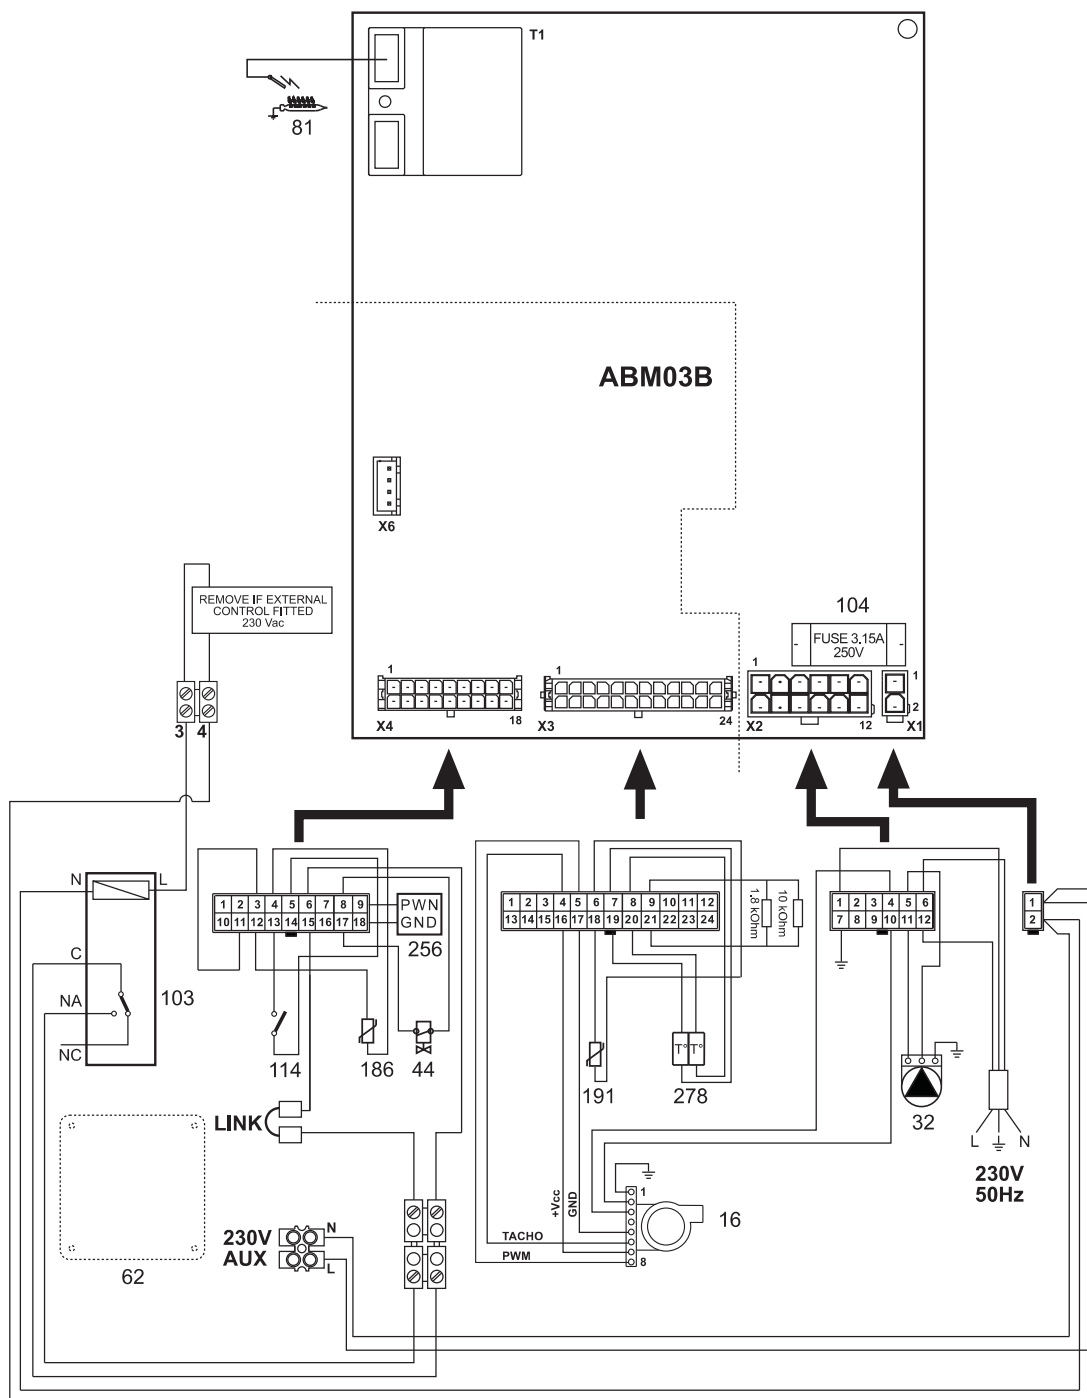 T1
81
ABM03B
X6
REMOVE IF EXTERNAL
CONTROL FITTED
230 Vac
104
FUSE 3.15A
250V
1
1
1
1
2
X4
18
X3
24
X2
12
X1
3
4
N
L
C
NA
NC
103
1 2 3 4 5 6 7 8 9
10 11 12 13 14 15 16 17 18
PWN
GND
256
114
186
44
LINK
1 2 3 4 5 6 7 8 9 10 11 12
13 14 15 16 17 18 19 20 21 22 23 24
1.8 kOhm
10 kOhm
T°
T°
191
278
1 2 3 4 5 6
7 8 9 10 11 12
1
2
32
L
N
230V
50Hz
62
230V
AUX
N
L
+Vcc
GND
TACHO
PWM
1
8
16